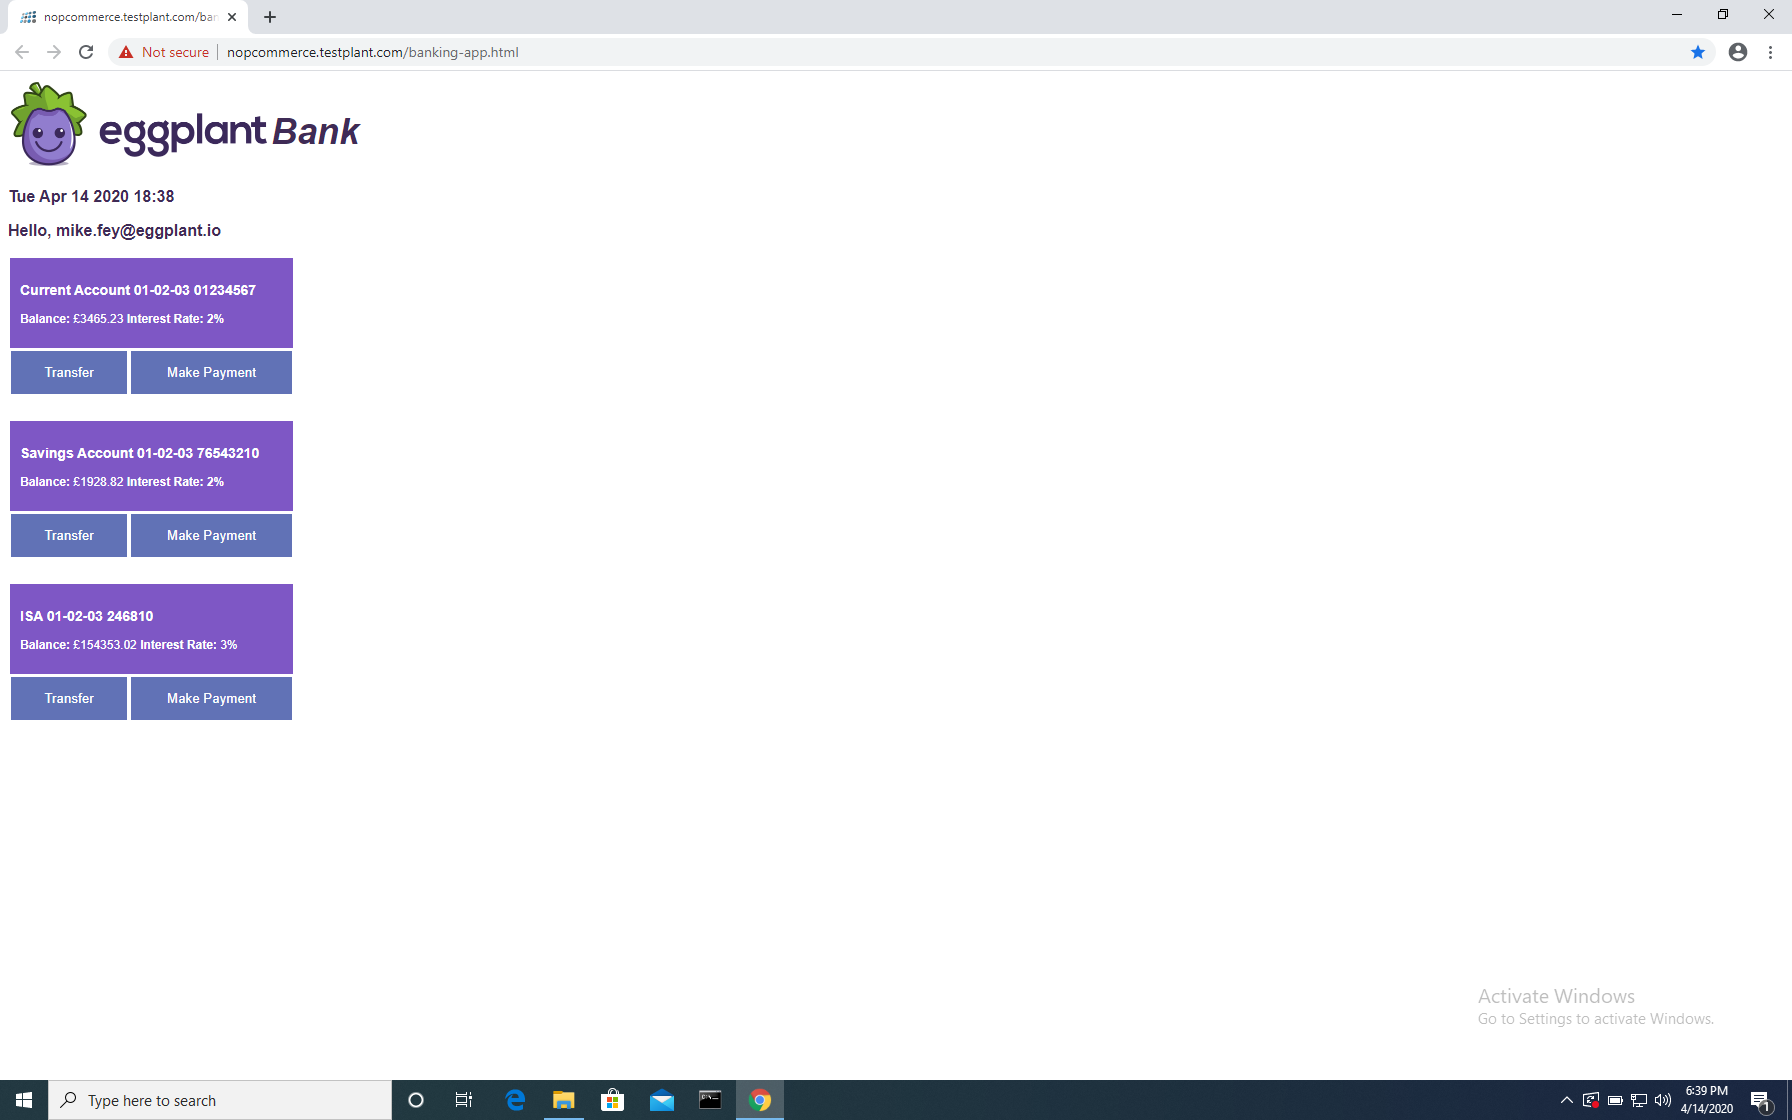 nopcommerce.testplant.com/ban
Not secure
nopcommerce.testplant.com/banking-app.html
eggplant Bank
Tue Apr 14 2020 18:38
Hello, mike.fey@eggplant.io
Current Account 01-02-03 01234567
Balance: £3465.23 Interest Rate: 2%
Transfer
Make Payment
Savings Account 01-02-03 76543210
Balance: £1928.82 Interest Rate: 2%
Transfer
Make Payment
ISA 01-02-03 246810
Balance: £154353.02 Interest Rate: 3%
Transfer
Make Payment
Activate Windows
Go to Settings to activate Windows.
Type here to search
6:39 PM
4/14/2020
1